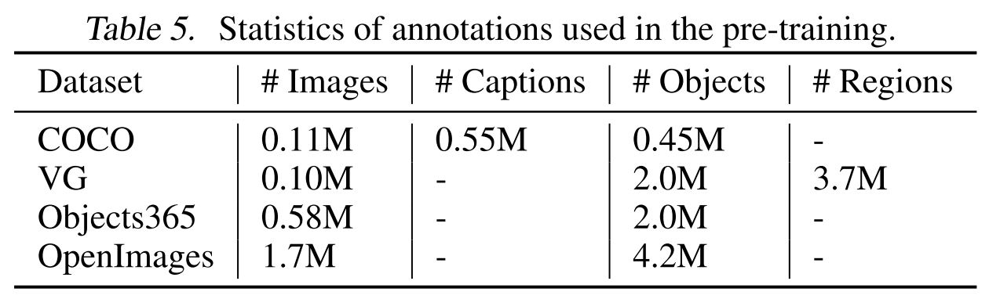 Table 5. Statistics of annotations used in the pre-training.
Dataset # Images # Captions # Objects # Regions
COCO 0.11M 0.55M 0.45M -
VG 0.10M - 2.0M 3.7M
Objects365 0.58M - 2.0M -
OpenImages 1.7M - 4.2M -